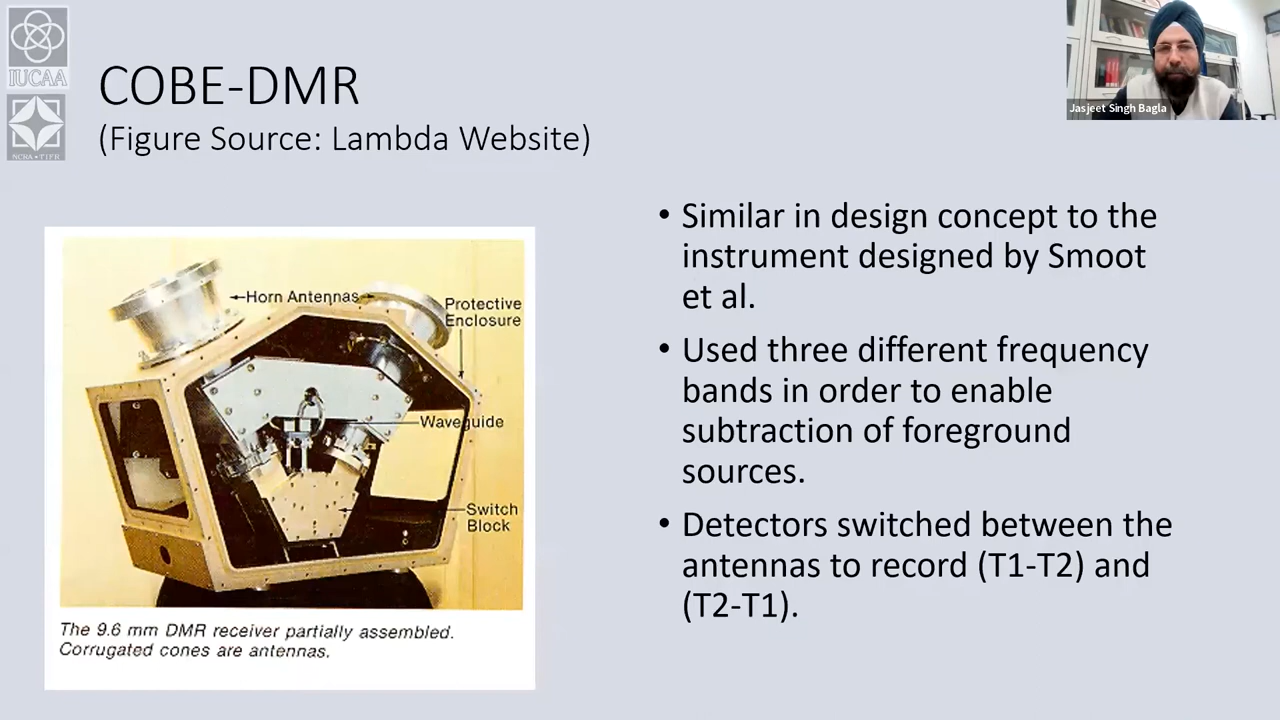 IUCAA
NCRA • TIFR
COBE-DMR
(Figure Source: Lambda Website)
Jasjeet Singh Bagla
Horn Antennas
Protective
Enclosure
Waveguide
Switch
Block
The 9.6 mm DMR receiver partially assembled.
Corrugated cones are antennas.
• Similar in design concept to the
instrument designed by Smoot
et al.
• Used three different frequency
bands in order to enable
subtraction of foreground
sources.
• Detectors switched between the
antennas to record (T1-T2) and
(T2-T1).